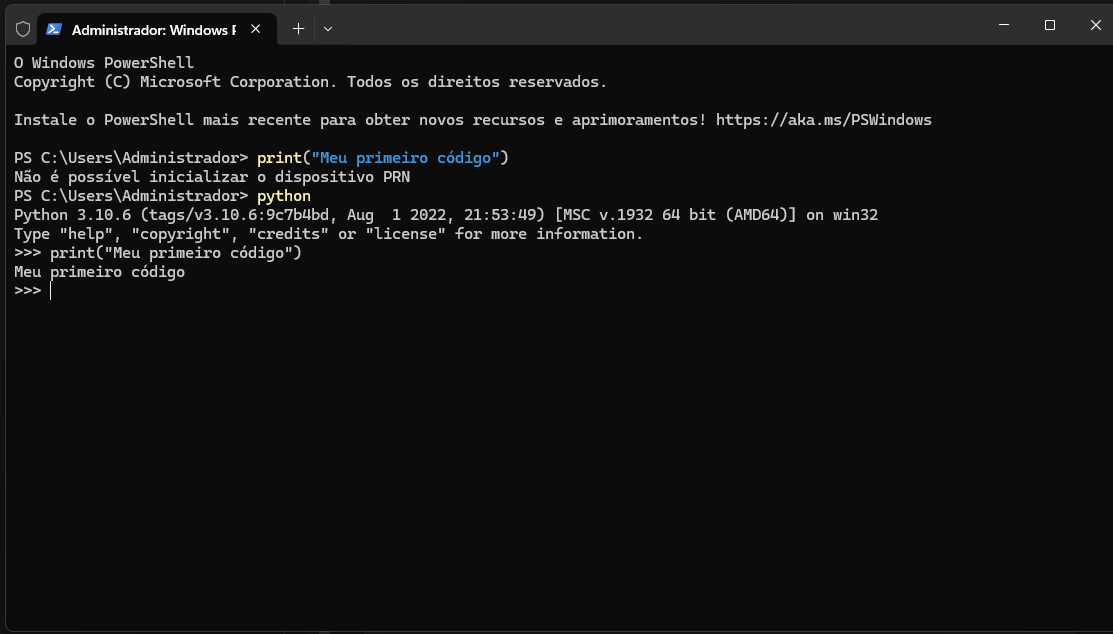 Administrador: Windows P
O Windows PowerShell
Copyright (C) Microsoft Corporation. Todos os direitos reservados.
Instale o PowerShell mais recente para obter novos recursos e aprimoramentos! https://aka.ms/PSWindows
PS C:\Users\Administrador> print("Meu primeiro código")
Não é possível inicializar o dispositivo PRN
PS C:\Users\Administrador> python
Python 3.10.6 (tags/v3.10.6:9c7b4bd, Aug  1 2022, 21:53:49) [MSC v.1932 64 bit (AMD64)] on win32
Type "help", "copyright", "credits" or "license" for more information.
>>> print("Meu primeiro código")
Meu primeiro código
>>>